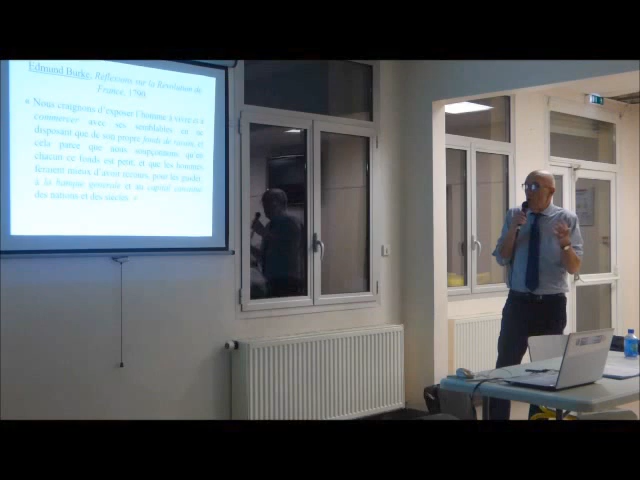 Edmund Burke, Réflexions sur la Révolution de
France, 1790.
« Nous craignons d'exposer l'homme à vivre et à
commercer avec ses semblables en ne
disposant que de son propre fonds de raison, et
cela parce que nous soupçonnons qu'en
chacun ce fonds est petit, et que les hommes
feraient mieux d'avoir recours, pour les guider,
à la banque générale et au capital constitué
des nations et des siècles. »